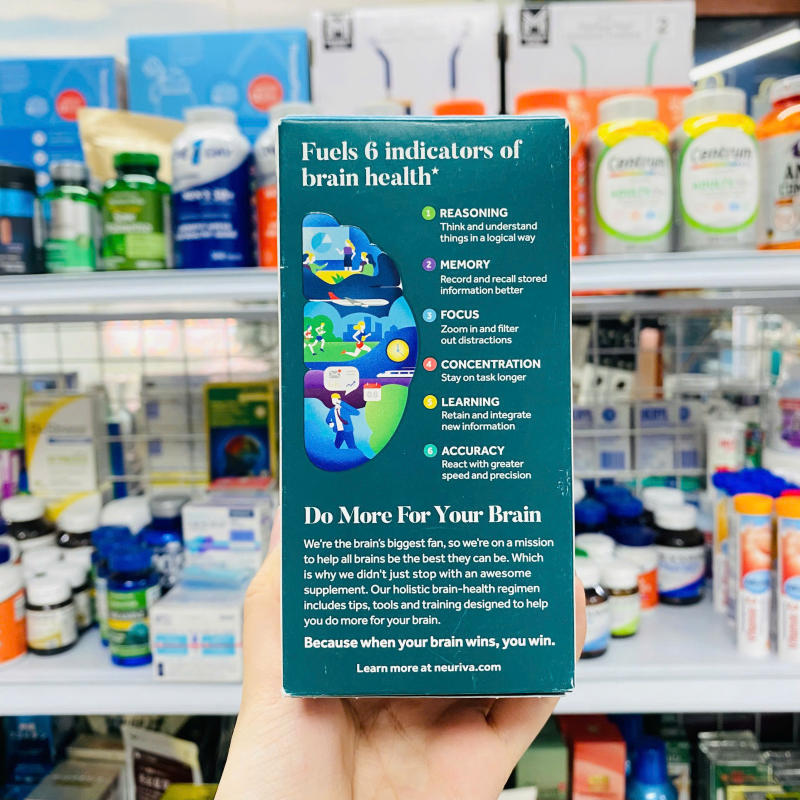 Fuels 6 indicators of
brain health*
1 REASONING
Think and understand
things in a logical way
2 MEMORY
Record and recall stored
information better
3 FOCUS
Zoom in and filter
out distractions
4 CONCENTRATION
Stay on task longer
5 LEARNING
Retain and integrate
new information
6 ACCURACY
React with greater
speed and precision
Do More For Your Brain
We're the brain's biggest fan, so we're on a mission
to help all brains be the best they can be. Which
is why we didn't just stop with an awesome
supplement. Our holistic brain-health regimen
includes tips, tools and training designed to help
you do more for your brain.
Because when your brain wins, you win.
Learn more at neuriva.com
Centrum
Centrum